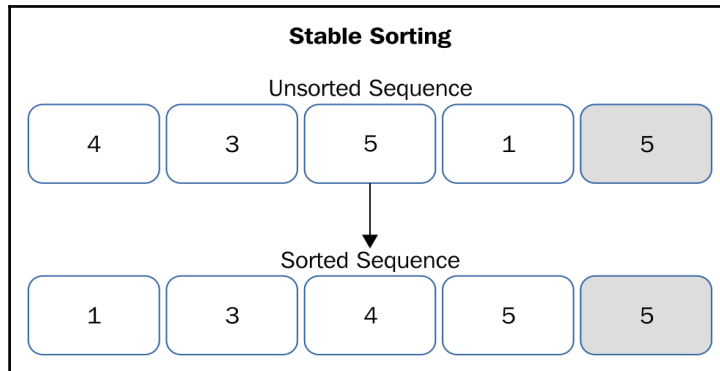 Stable Sorting
Unsorted Sequence
4 3 5 1 5
Sorted Sequence
1 3 4 5 5